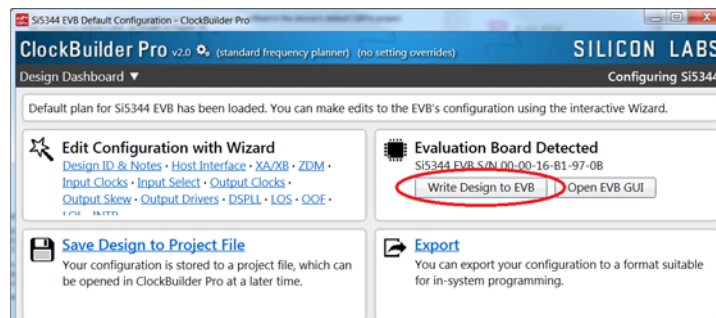 Si5344 EVB Default Configuration - ClockBuilder Pro
ClockBuilder Pro v2.0 (standard frequency planner) (no setting overrides) SILICON LABS
Design Dashboard ▼ Configuring Si5344
Default plan for Si5344 EVB has been loaded. You can make edits to the EVB's configuration using the interactive Wizard.
Edit Configuration with Wizard
Design ID & Notes · Host Interface · XA/XB · ZDM ·
Input Clocks · Input Select · Output Clocks ·
Output Skew · Output Drivers · DSPLL · LOS · OOF ·
LOL · INTR
Evaluation Board Detected
Si5344 EVB S/N 00-00-16-B1-97-0B
Write Design to EVB Open EVB GUI
Save Design to Project File
Your configuration is stored to a project file, which can
be opened in ClockBuilder Pro at a later time.
Export
You can export your configuration to a format suitable
for in-system programming.